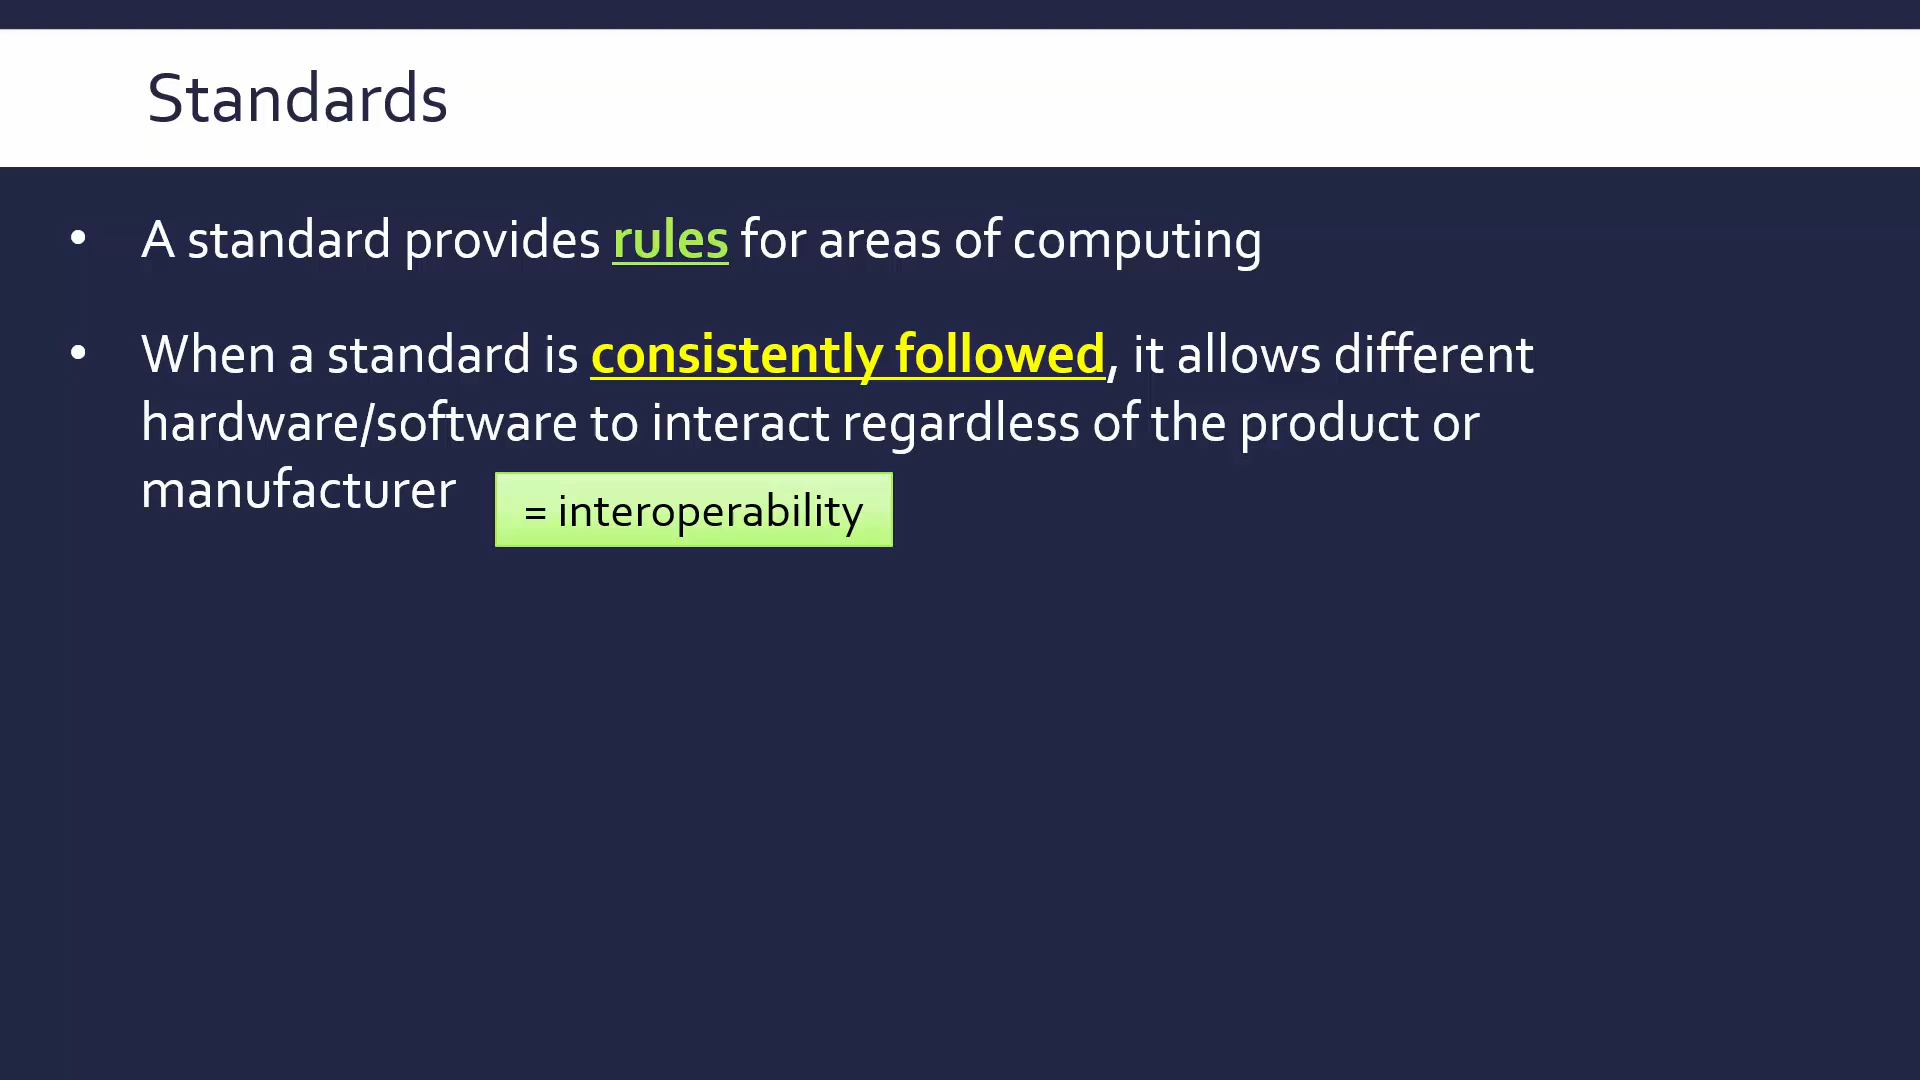 Standards
• A standard provides rules for areas of computing
• When a standard is consistently followed, it allows different
hardware/software to interact regardless of the product or
manufacturer
= interoperability